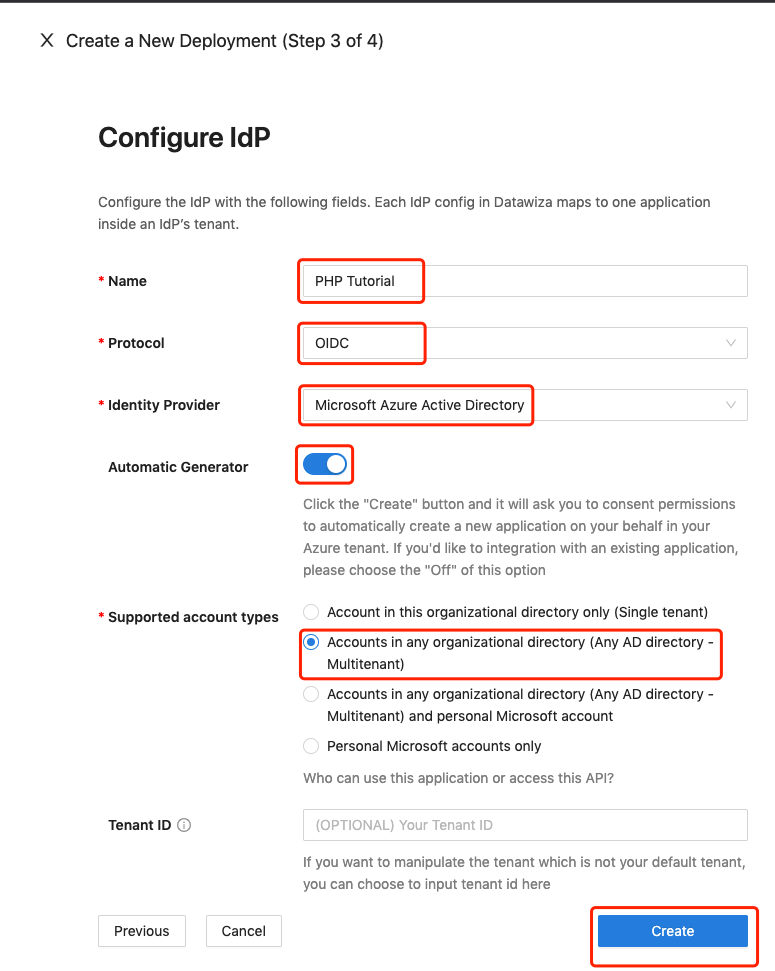 X Create a New Deployment (Step 3 of 4)
Configure IdP
Configure the IdP with the following fields. Each IdP config in Datawiza maps to one application
inside an IdP's tenant.
* Name
PHP Tutorial
* Protocol
OIDC
* Identity Provider
Microsoft Azure Active Directory
Automatic Generator
Click the "Create" button and it will ask you to consent permissions
to automatically create a new application on your behalf in your
Azure tenant. If you'd like to integration with an existing application,
please choose the "Off" of this option
* Supported account types
Account in this organizational directory only (Single tenant)
Accounts in any organizational directory (Any AD directory -
Multitenant)
Accounts in any organizational directory (Any AD directory -
Multitenant) and personal Microsoft account
Personal Microsoft accounts only
Who can use this application or access this API?
Tenant ID
(OPTIONAL) Your Tenant ID
If you want to manipulate the tenant which is not your default tenant,
you can choose to input tenant id here
Previous
Cancel
Create